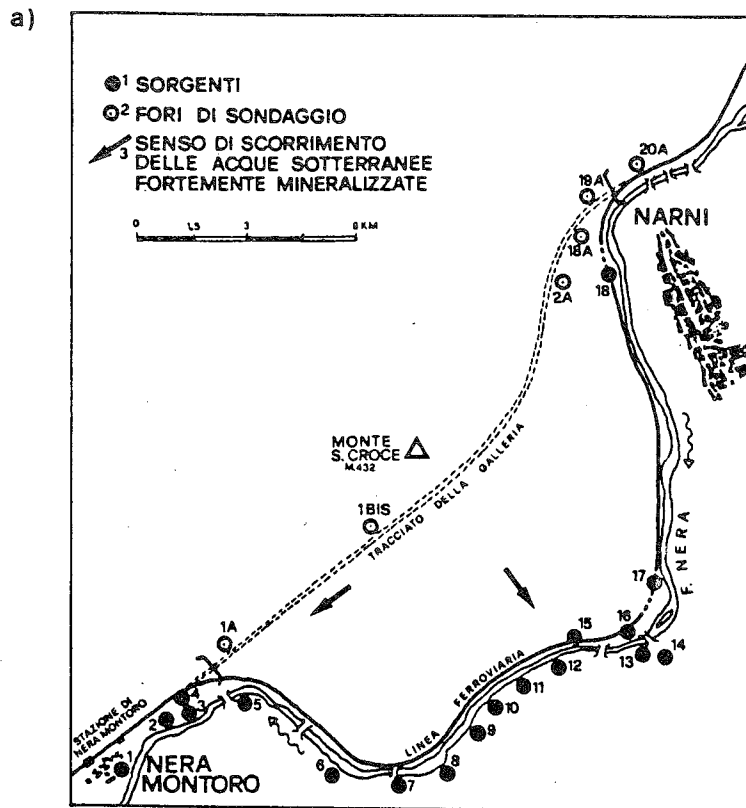 a)
1 SORGENTI
2 FORI DI SONDAGGIO
3 SENSO DI SCORRIMENTO
DELLE ACQUE SOTTERRANEE
FORTEMENTE MINERALIZZATE
0 1,5 3 6 KM
20A
19A
NARNI
18A
18
2A
MONTE
S. CROCE
M.432
TRACCIATO DELLA GALLERIA
1 BIS
F. NERA
17
1A
15
16
14
13
12
LINEA FERROVIARIA
11
10
9
8
7
6
5
4
3
2
1
STAZIONE DI
NERA MONTORO
NERA
MONTORO